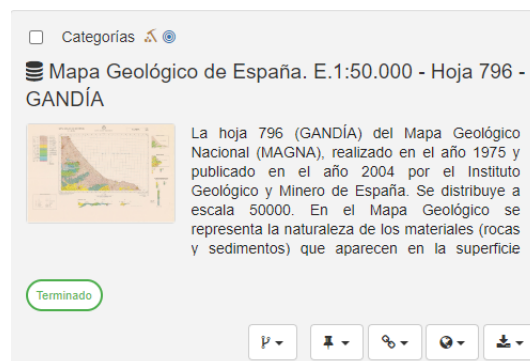 Categorías
Mapa Geológico de España. E.1:50.000 - Hoja 796 -
GANDÍA
La hoja 796 (GANDÍA) del Mapa Geológico
Nacional (MAGNA), realizado en el año 1975 y
publicado en el año 2004 por el Instituto
Geológico y Minero de España. Se distribuye a
escala 50000. En el Mapa Geológico se
representa la naturaleza de los materiales (rocas
y sedimentos) que aparecen en la superficie
Terminado